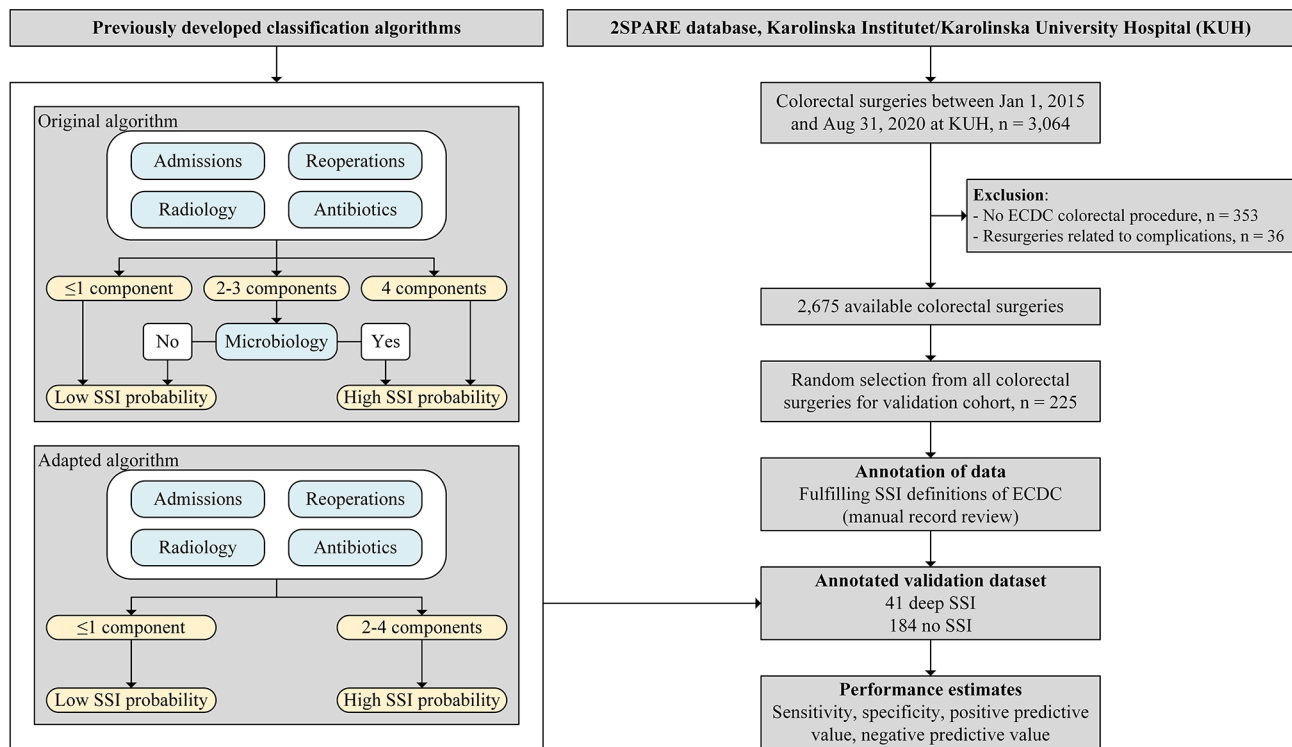 Previously developed classification algorithms
Original algorithm
Admissions
Reoperations
Radiology
Antibiotics
≤1 component
2-3 components
4 components
No
Microbiology
Yes
Low SSI probability
High SSI probability
Adapted algorithm
Admissions
Reoperations
Radiology
Antibiotics
≤1 component
2-4 components
Low SSI probability
High SSI probability
2SPARE database, Karolinska Institutet/Karolinska University Hospital (KUH)
Colorectal surgeries between Jan 1, 2015
and Aug 31, 2020 at KUH, n = 3,064
Exclusion:
- No ECDC colorectal procedure, n = 353
- Resurgeries related to complications, n = 36
2,675 available colorectal surgeries
Random selection from all colorectal
surgeries for validation cohort, n = 225
Annotation of data
Fulfilling SSI definitions of ECDC
(manual record review)
Annotated validation dataset
41 deep SSI
184 no SSI
Performance estimates
Sensitivity, specificity, positive predictive
value, negative predictive value